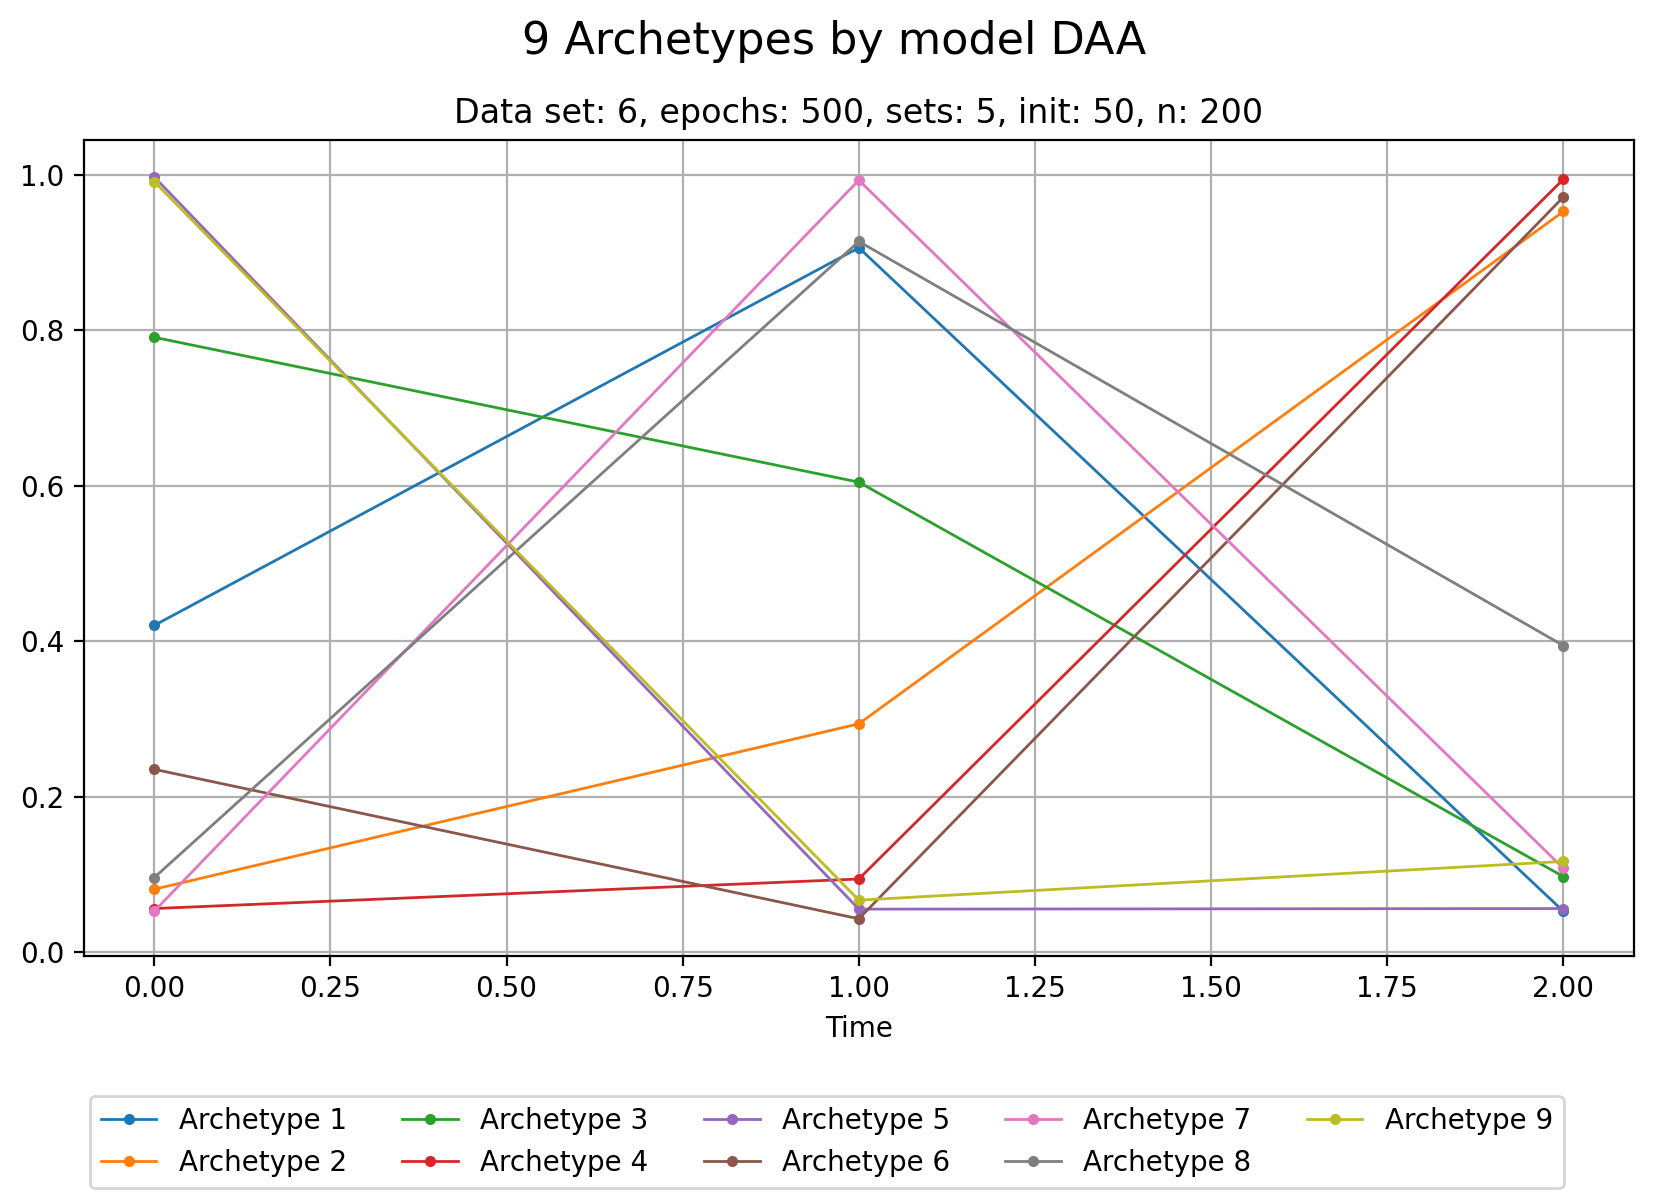 9 Archetypes by model DAA
Data set: 6, epochs: 500, sets: 5, init: 50, n: 200
1.0
0.8
0.6
0.4
0.2
0.0
0.00 0.25 0.50 0.75 1.00 1.25 1.50 1.75 2.00
Time
Archetype 1 Archetype 3 Archetype 5 Archetype 7 Archetype 9
Archetype 2 Archetype 4 Archetype 6 Archetype 8